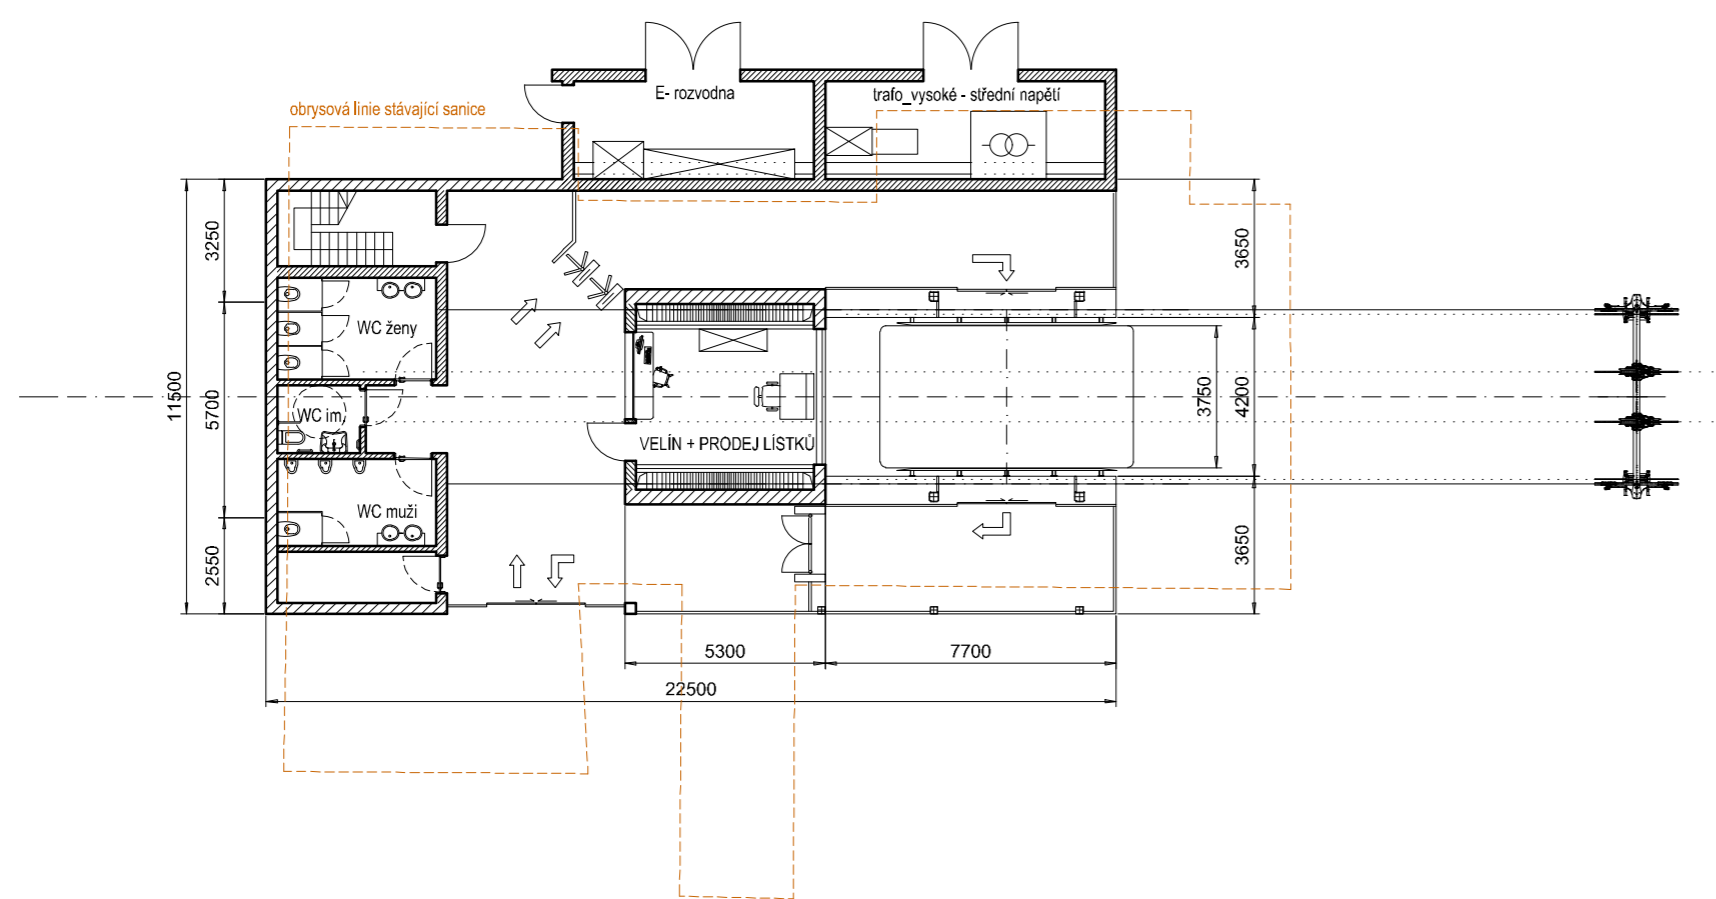 E- rozvodna
trafo_vysoké - střední napětí
obrysová linie stávající sanice
3250
3650
WC ženy
11500
5700
WC im
3750
4200
VELÍN + PRODEJ LÍSTKŮ
WC muži
2550
3650
5300
7700
22500